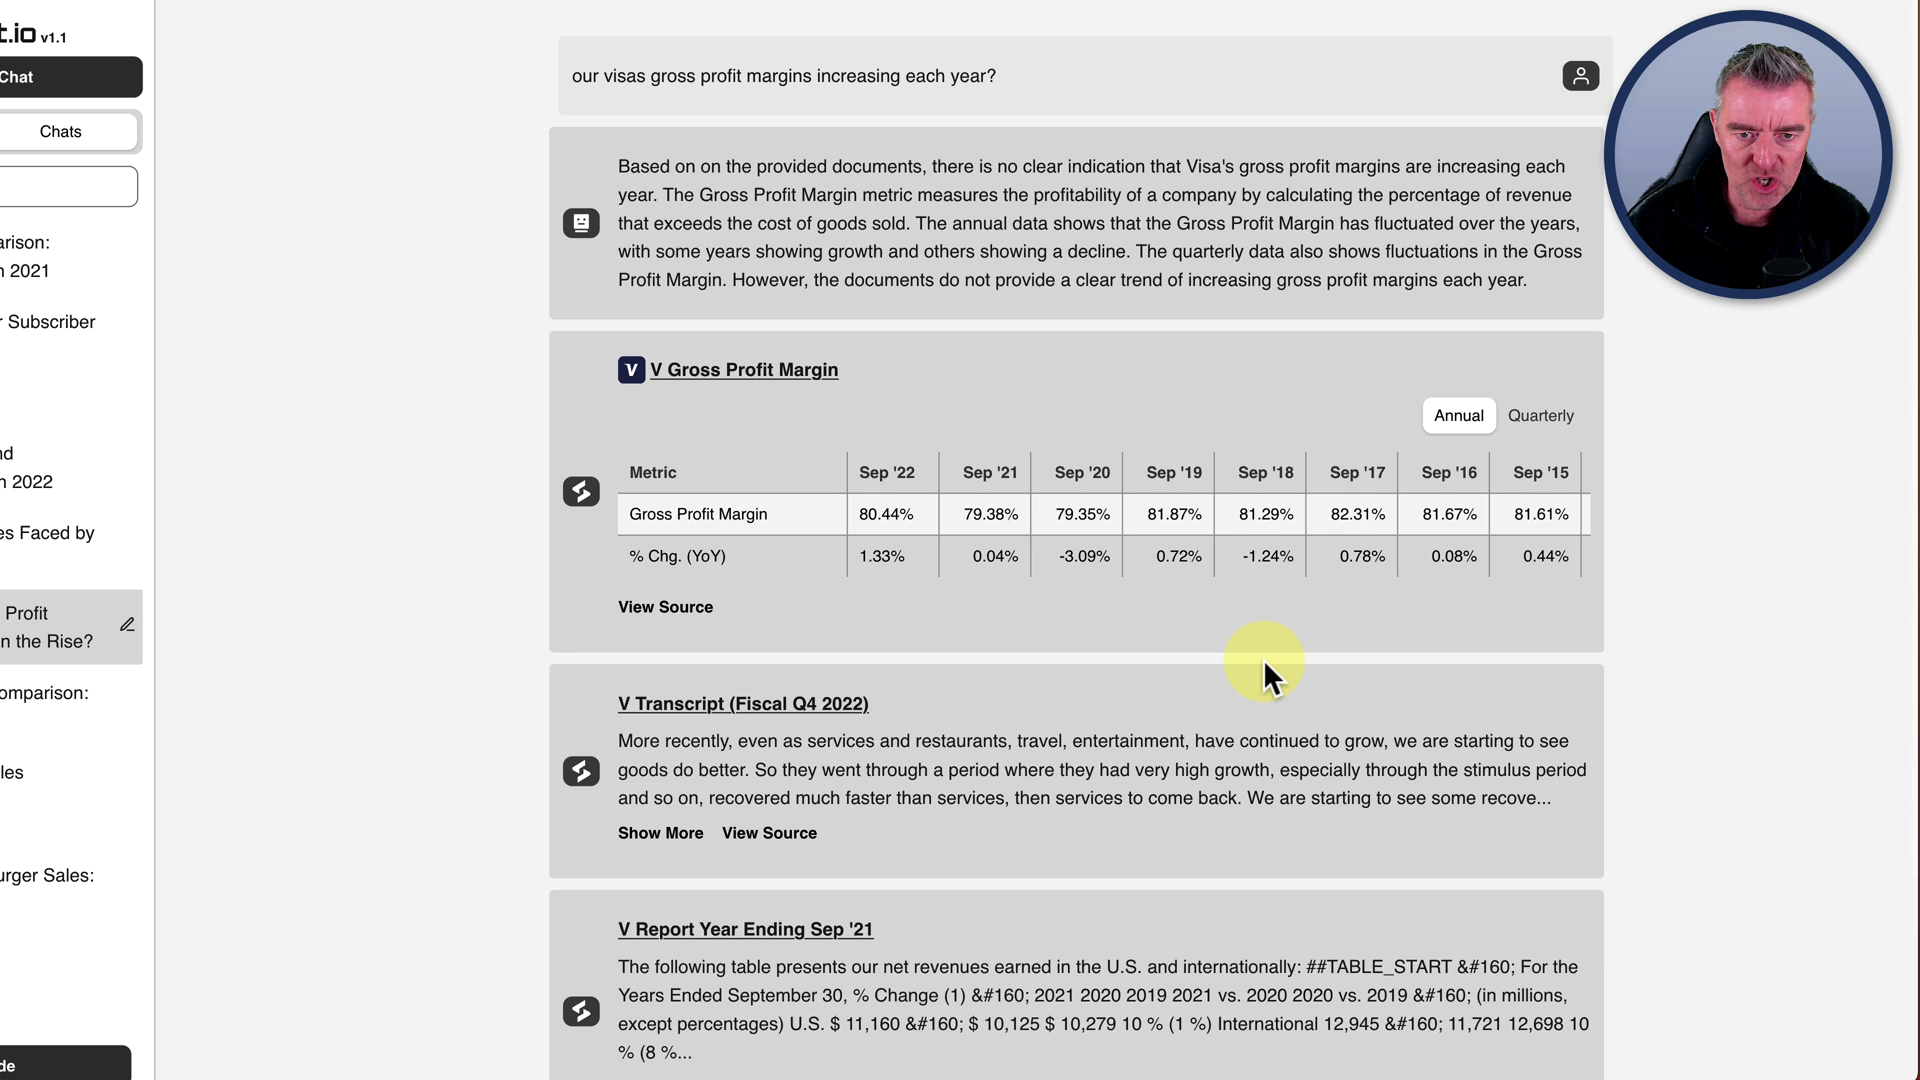 t.io v1.1
Chat
Chats
arison:
n 2021
r Subscriber
nd
n 2022
es Faced by
Profit
n the Rise?
omparison:
les
urger Sales:
de
our visas gross profit margins increasing each year?
Based on on the provided documents, there is no clear indication that Visa's gross profit margins are increasing each
year. The Gross Profit Margin metric measures the profitability of a company by calculating the percentage of revenue
that exceeds the cost of goods sold. The annual data shows that the Gross Profit Margin has fluctuated over the years,
with some years showing growth and others showing a decline. The quarterly data also shows fluctuations in the Gross
Profit Margin. However, the documents do not provide a clear trend of increasing gross profit margins each year.
V V Gross Profit Margin
Annual Quarterly
Metric Sep '22 Sep '21 Sep '20 Sep '19 Sep '18 Sep '17 Sep '16 Sep '15
Gross Profit Margin 80.44% 79.38% 79.35% 81.87% 81.29% 82.31% 81.67% 81.61%
% Chg. (YoY) 1.33% 0.04% -3.09% 0.72% -1.24% 0.78% 0.08% 0.44%
View Source
V Transcript (Fiscal Q4 2022)
More recently, even as services and restaurants, travel, entertainment, have continued to grow, we are starting to see
goods do better. So they went through a period where they had very high growth, especially through the stimulus period
and so on, recovered much faster than services, then services to come back. We are starting to see some recove...
Show More View Source
V Report Year Ending Sep '21
The following table presents our net revenues earned in the U.S. and internationally: ##TABLE_START &#160; For the
Years Ended September 30, % Change (1) &#160; 2021 2020 2019 2021 vs. 2020 2020 vs. 2019 &#160; (in millions,
except percentages) U.S. $ 11,160 &#160; $ 10,125 $ 10,279 10 % (1 %) International 12,945 &#160; 11,721 12,698 10
% (8 %...